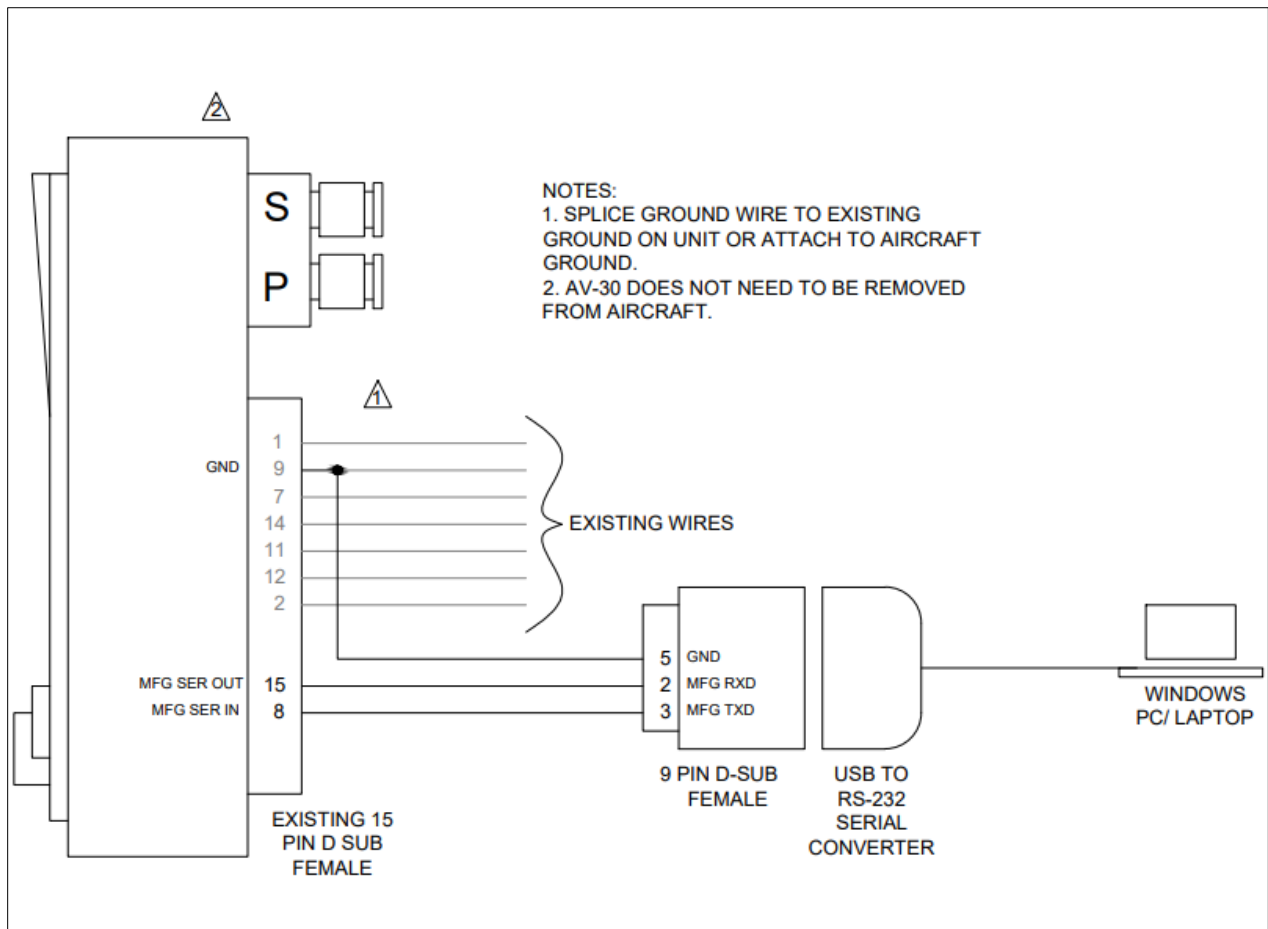 2
S
P
NOTES:
1. SPLICE GROUND WIRE TO EXISTING
GROUND ON UNIT OR ATTACH TO AIRCRAFT
GROUND.
2. AV-30 DOES NOT NEED TO BE REMOVED
FROM AIRCRAFT.
1
1
GND 9
7
14
11
12
2
EXISTING WIRES
MFG SER OUT 15
MFG SER IN 8
5 GND
2 MFG RXD
3 MFG TXD
WINDOWS
PC/ LAPTOP
9 PIN D-SUB
FEMALE
USB TO
RS-232
SERIAL
CONVERTER
EXISTING 15
PIN D SUB
FEMALE